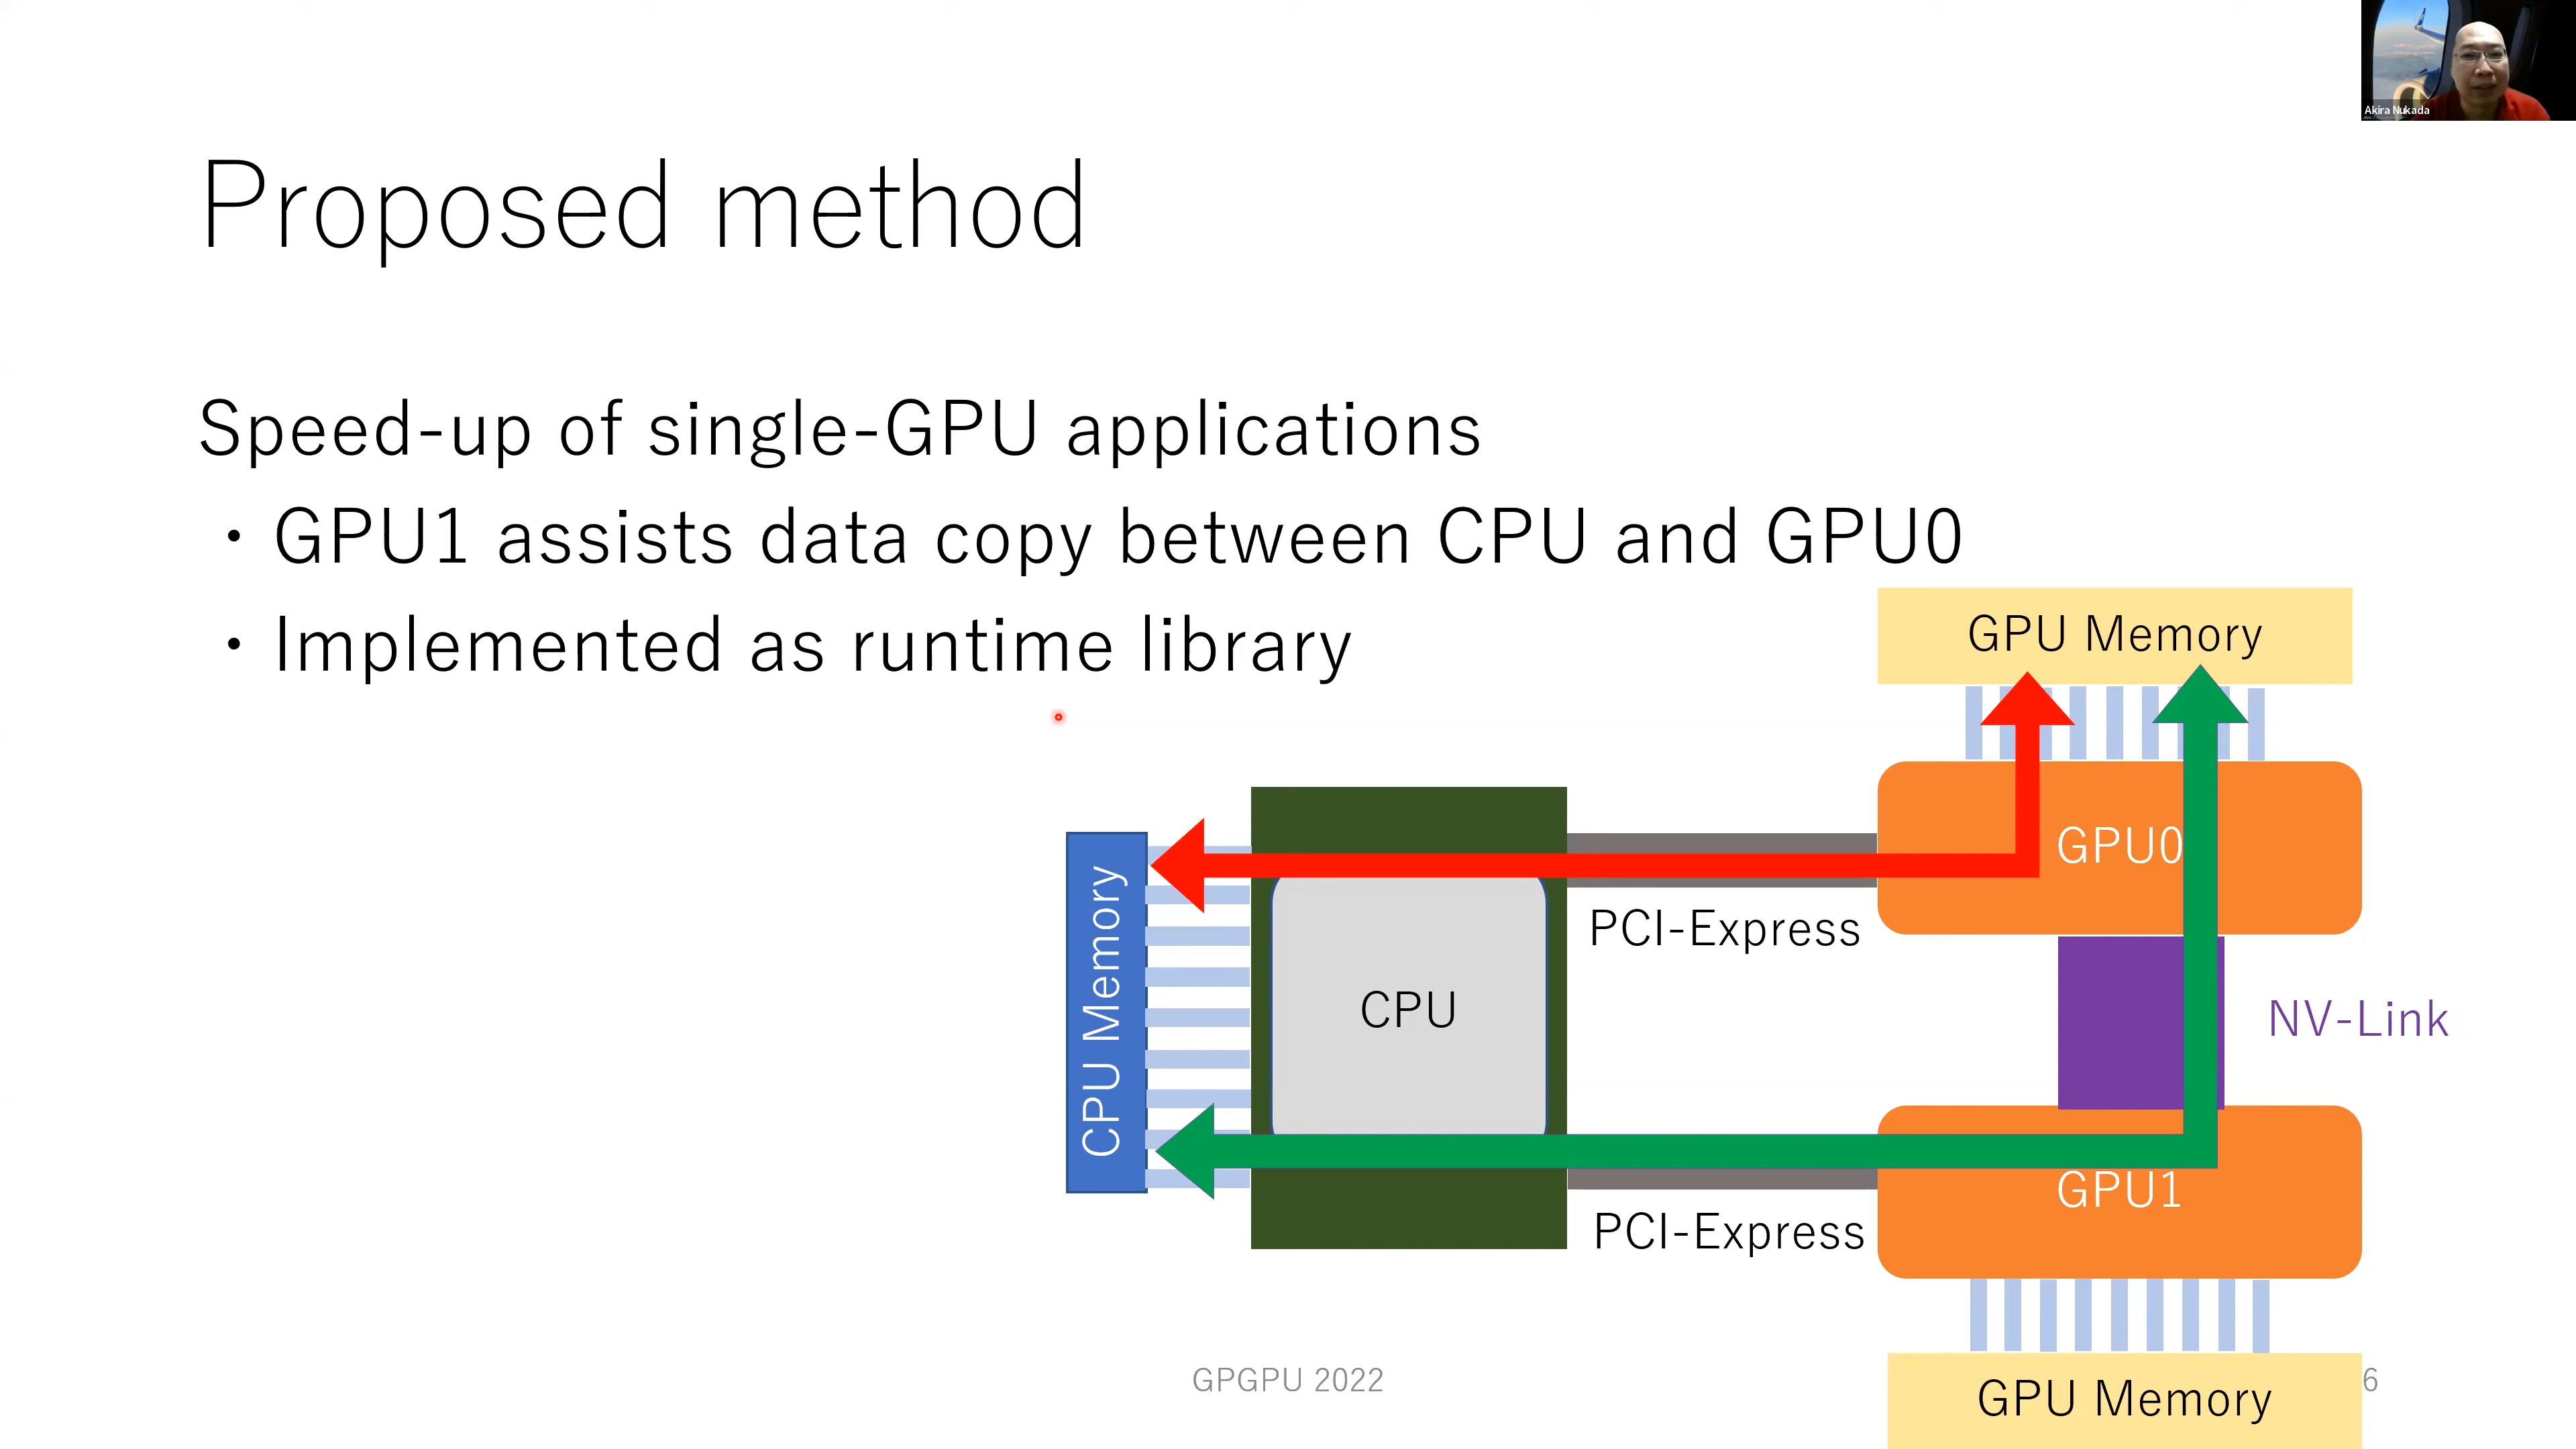 Akira Nukada
Proposed method
Speed-up of single-GPU applications
・GPU1 assists data copy between CPU and GPU0
・Implemented as runtime library
GPU Memory
GPU0
PCI-Express
CPU Memory
CPU
NV-Link
GPU1
PCI-Express
GPU Memory
GPGPU 2022
6